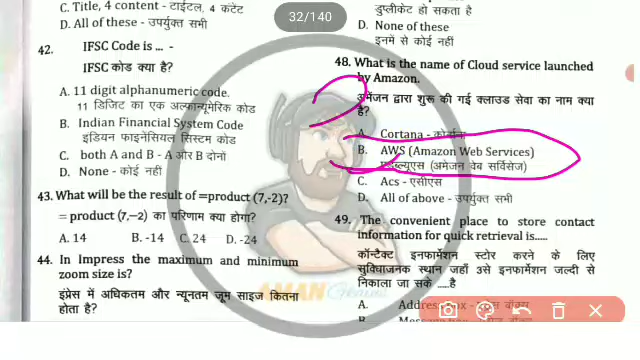 32/140
C. Title, 4 content - टाईटल, 4 कंटेंट
D. All of these - उपर्युक्त सभी
42. IFSC Code is ... -
IFSC कोड क्या है?
A. 11 digit alphanumeric code.
11 डिजिट का एक अल्फान्यूमेरिक कोड
B. Indian Financial System Code
इंडियन फाइनेंसियल सिस्टम कोड
C. both A and B - A और B दोनों
D. None - कोई नहीं
43. What will be the result of =product (7,-2)?
= product (7,−2) का परिणाम क्या होगा?
A. 14 B. -14 C. 24 D. -24
44. In Impress the maximum and minimum
zoom size is?
इंप्रेस में अधिकतम और न्यूनतम जूम साइज कितना
होता है?
डुप्लीकेट हो सकता है
D. None of these
इनमें से कोई नहीं
48. What is the name of Cloud service launched
by Amazon.
अमेंजन द्वारा शुरू की गई क्लाउड सेवा का नाम क्या
है?
A. Cortana - कोर्टाना
B. AWS (Amazon Web Services)
एडब्ल्यूएस (अमेजन वेब सर्विसेज)
C. Acs - एसीएस
D. All of above - उपर्युक्त सभी
49. The convenient place to store contact
information for quick retrieval is.....
कॉन्टैक्ट इनफार्मेशन स्टोर करने के लिए
सुविधाजनक स्थान जहाँ उसे इनफार्मेशन जल्दी से
निकाला जा सके .....है
A. Address box -
B.
AMAN